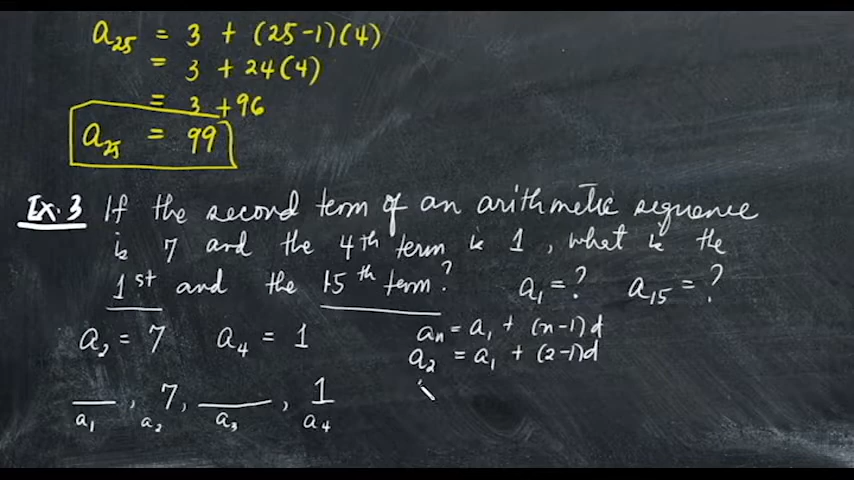 a₂₅ = 3 + (25-1)(4)
= 3 + 24(4)
= 3 + 96
a₂₅ = 99
Ex. 3 If the second term of an arithmetic sequence
is 7 and the 4th term is 1, what is the
1st and the 15th term? a₁ = ? a₁₅ = ?
a₂ = 7 a₄ = 1
aₙ = a₁ + (n-1)d
a₂ = a₁ + (2-1)d
___, 7, ___, 1
a₁ a₂ a₃ a₄